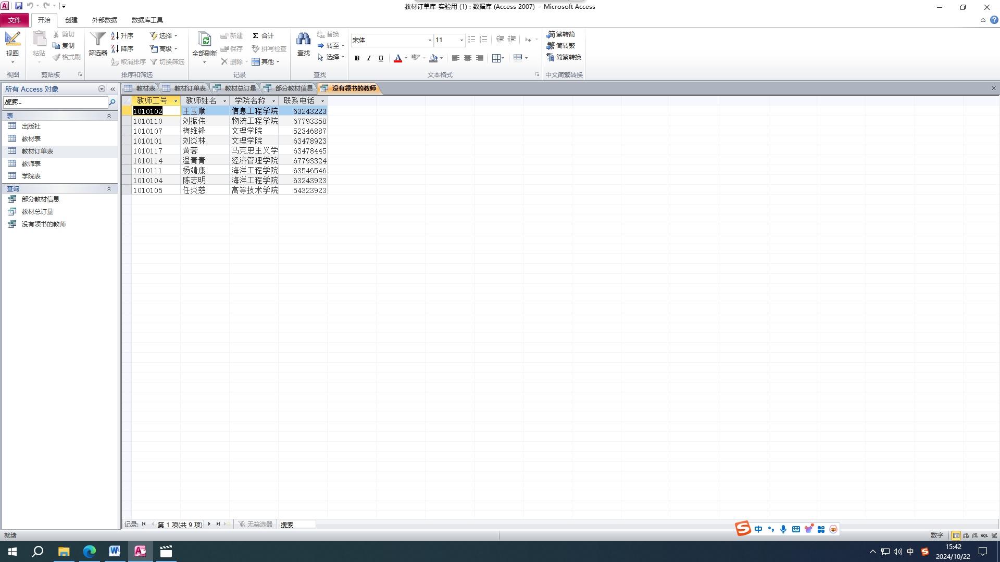 教材订单库-实验用 (1) : 数据库 (Access 2007) - Microsoft Access
文件 开始 创建 外部数据 数据库工具
视图 粘贴 剪切 复制 格式刷
筛选器 升序 降序 取消排序 选择 高级 切换筛选
全部刷新 新建 保存 删除 合计 拼写检查 其他
查找 替换 转至 选择
宋体 11
B I U A
繁转简 简转繁 简繁转换
视图 剪贴板 排序和筛选 记录 查找 文本格式 中文简繁转换
所有 Access 对象
搜索...
表
出版社
教材表
教材订单表
教师表
学院表
查询
部分教材信息
教材总订量
没有领书的教师
教材表 教材订单表 教材总订量 部分教材信息 没有领书的教师
教师工号 教师姓名 学院名称 联系电话
1010102 王玉顺 信息工程学院 63243223
1010110 刘振伟 物流工程学院 67793358
1010107 梅维锋 文理学院 52346887
1010101 刘炎林 文理学院 63478923
1010117 黄蓉 马克思主义学 63478445
1010114 温青青 经济管理学院 67793324
1010111 杨靖康 海洋工程学院 63546546
1010104 陈志明 海洋工程学院 63243923
1010105 任炎慈 高等技术学院 54323923
记录: 第 1 项(共 9 项) 无筛选器 搜索
就绪
数字 SQL
中
中
15:42
2024/10/22